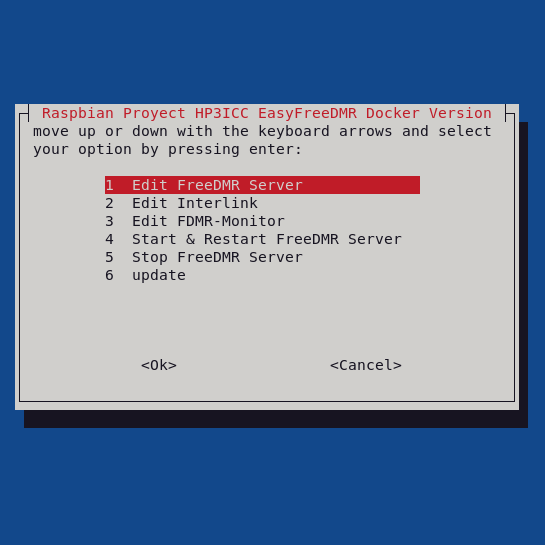 Raspbian Proyect HP3ICC EasyFreeDMR Docker Version
move up or down with the keyboard arrows and select
your option by pressing enter:
1 Edit FreeDMR Server
2 Edit Interlink
3 Edit FDMR-Monitor
4 Start & Restart FreeDMR Server
5 Stop FreeDMR Server
6 update
<Ok> <Cancel>